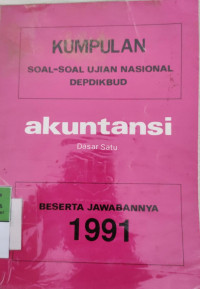 KUMPULAN
SOAL-SOAL UJIAN NASIONAL
DEPDIKBUD
akuntansi
Dasar Satu
BESERTA JAWABANNYA
1991